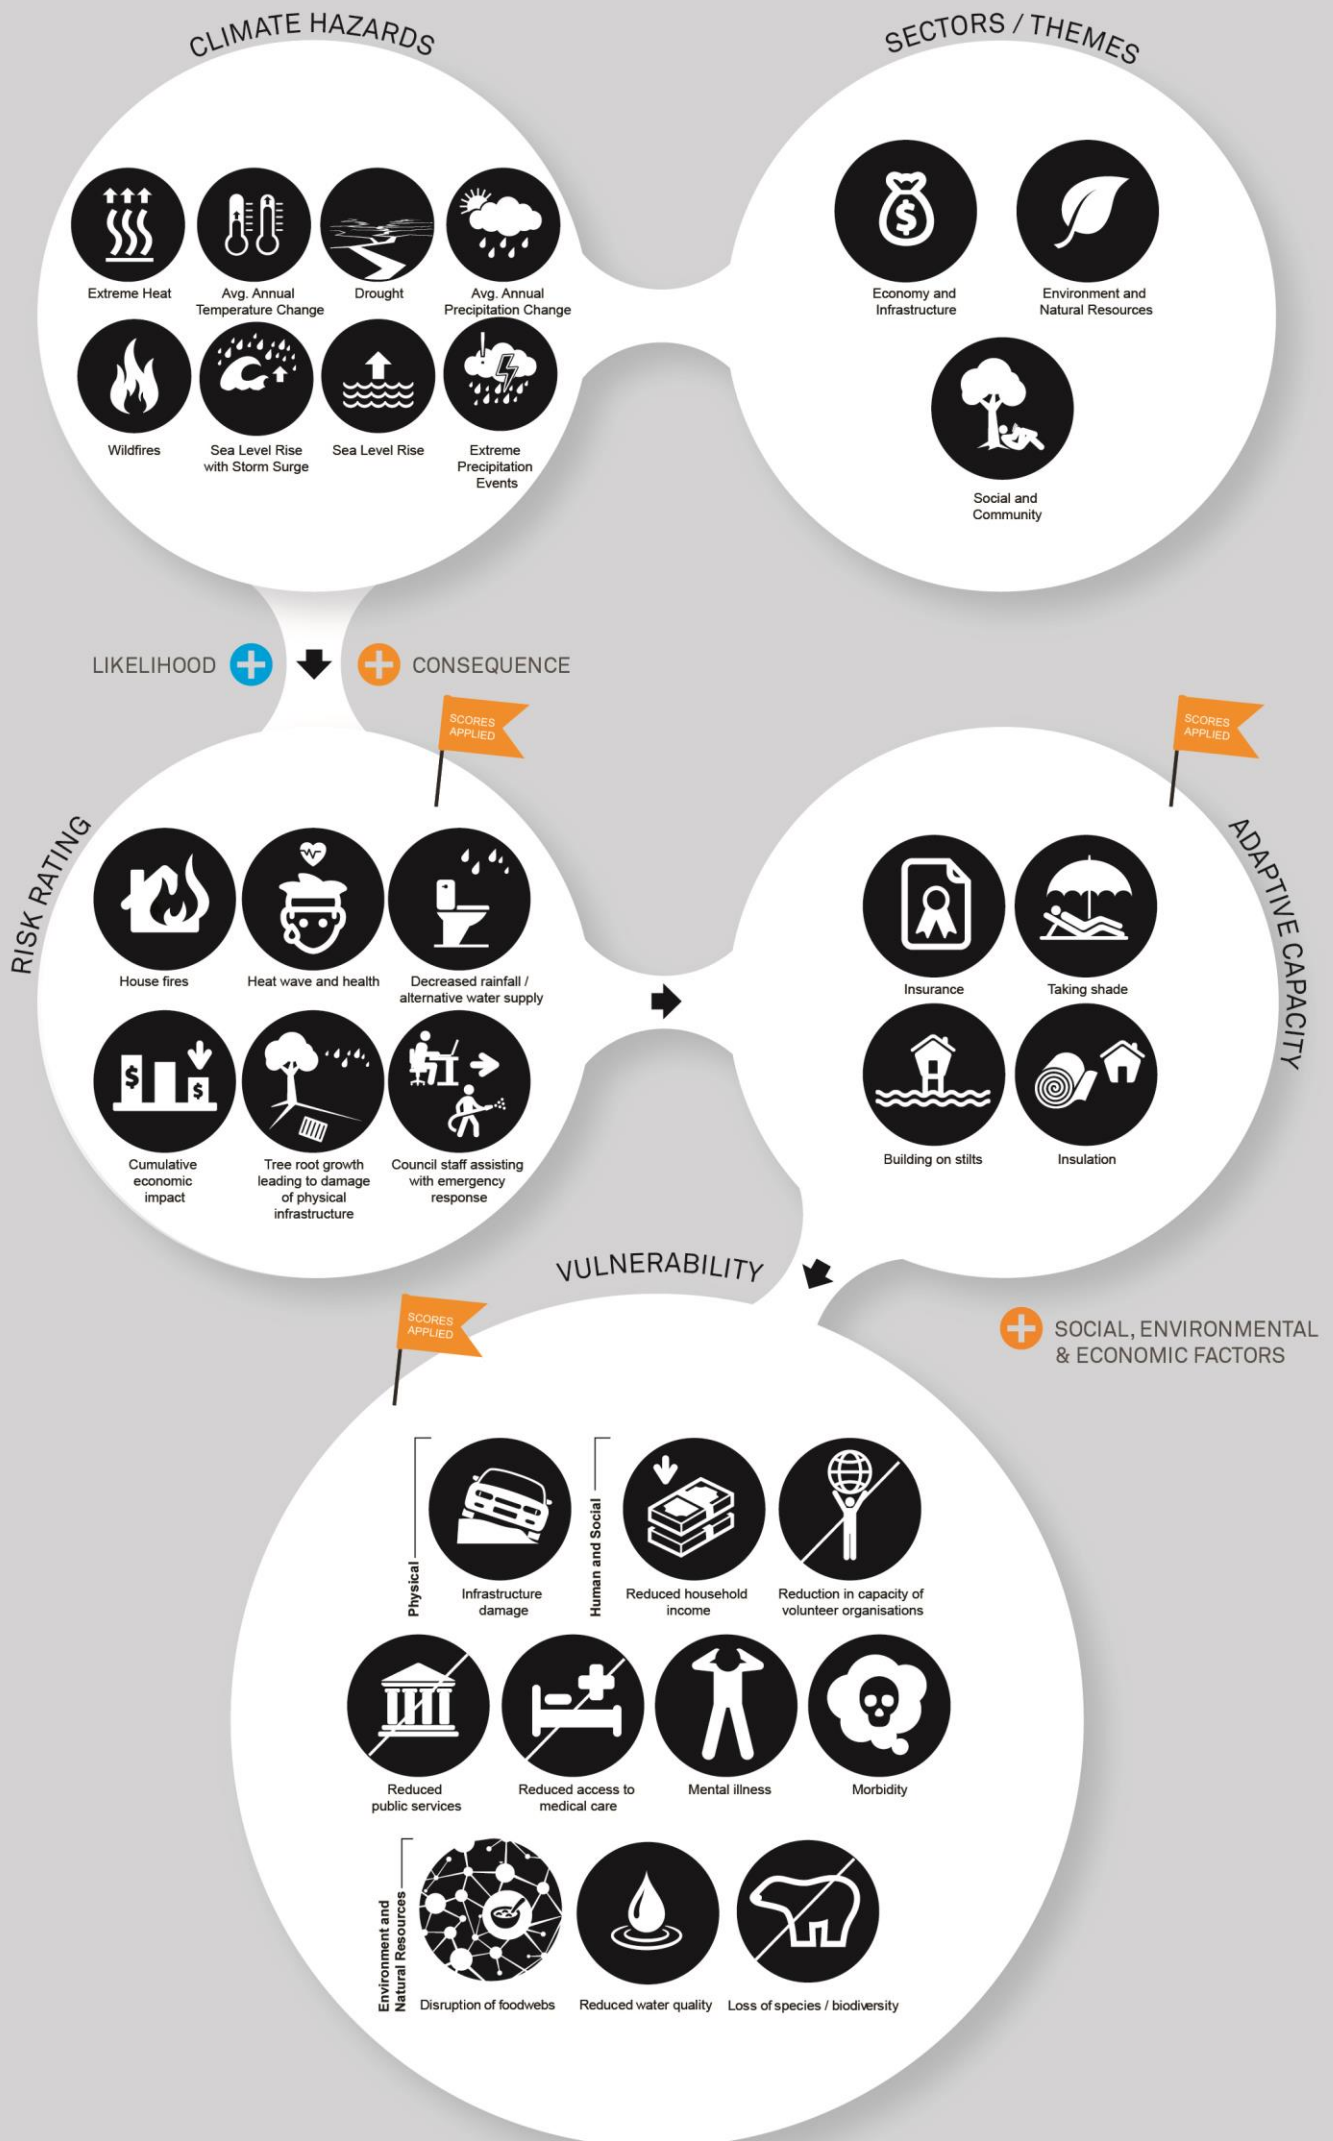 CLIMATE HAZARDS
SECTORS / THEMES
Extreme Heat
Avg. Annual
Temperature Change
Drought
Avg. Annual
Precipitation Change
Wildfires
Sea Level Rise
with Storm Surge
Sea Level Rise
Extreme
Precipitation
Events
$
Economy and
Infrastructure
Environment and
Natural Resources
Social and
Community
LIKELIHOOD
CONSEQUENCE
SCORES
APPLIED
RISK RATING
House fires
Heat wave and health
Decreased rainfall /
alternative water supply
$
$
Cumulative
economic
impact
Tree root growth
leading to damage
of physical
infrastructure
Council staff assisting
with emergency
response
SCORES
APPLIED
ADAPTIVE CAPACITY
Insurance
Taking shade
Building on stilts
Insulation
VULNERABILITY
SCORES
APPLIED
SOCIAL, ENVIRONMENTAL
& ECONOMIC FACTORS
Physical
Infrastructure
damage
Human and Social
Reduced household
income
Reduction in capacity of
volunteer organisations
Reduced
public services
Reduced access to
medical care
Mental illness
Morbidity
Environment and
Natural Resources
Disruption of foodwebs
Reduced water quality
Loss of species / biodiversity